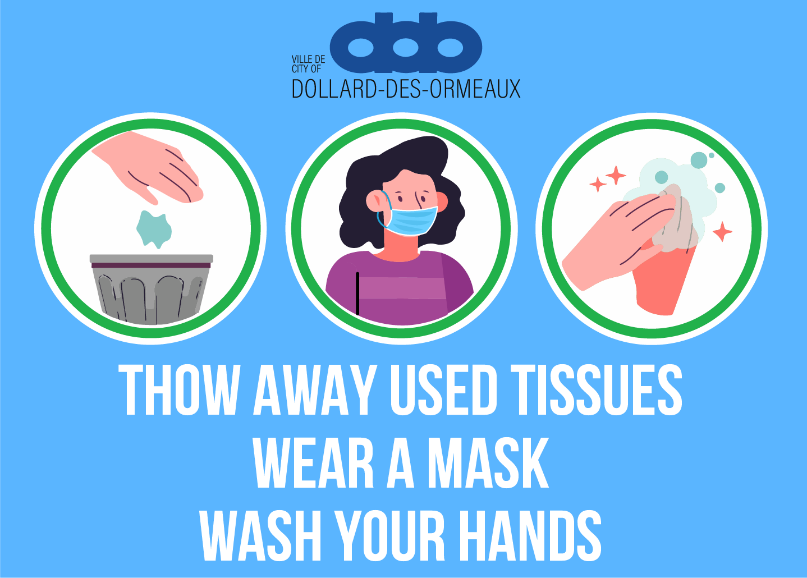 VILLE DE
CITY OF
DOLLARD-DES-ORMEAUX
THOW AWAY USED TISSUES
WEAR A MASK
WASH YOUR HANDS